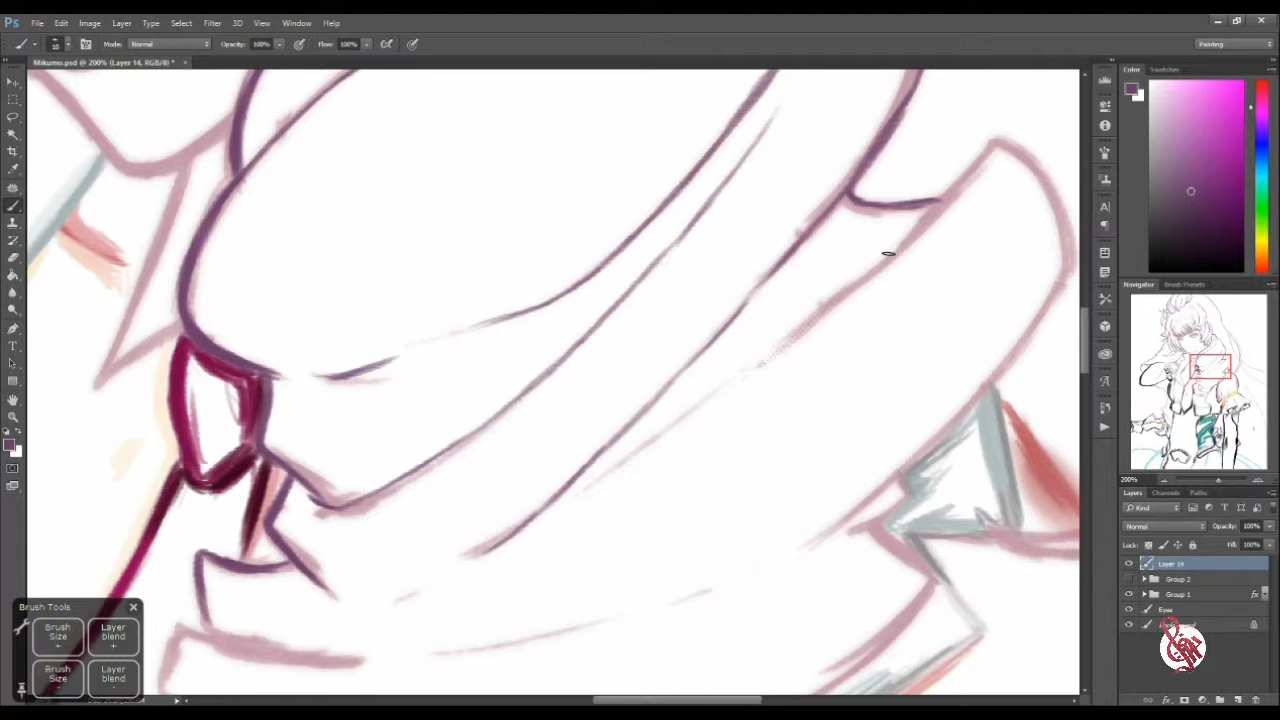 Ps File Edit Image Layer Type Select Filter 3D View Window Help
Mode: Normal Opacity: 100% Flow: 100% Painting
Mikumo.psd @ 200% (Layer 14, RGB/8) *
Color Swatches
Navigator Brush Presets
200%
Layers Channels Paths
Kind
Normal Opacity: 100%
Lock: Fill: 100%
Layer 14
Group 2
Group 1 fx
Eyes
Brush Tools
Brush Size +
Layer blend +
Brush Size -
Layer blend -